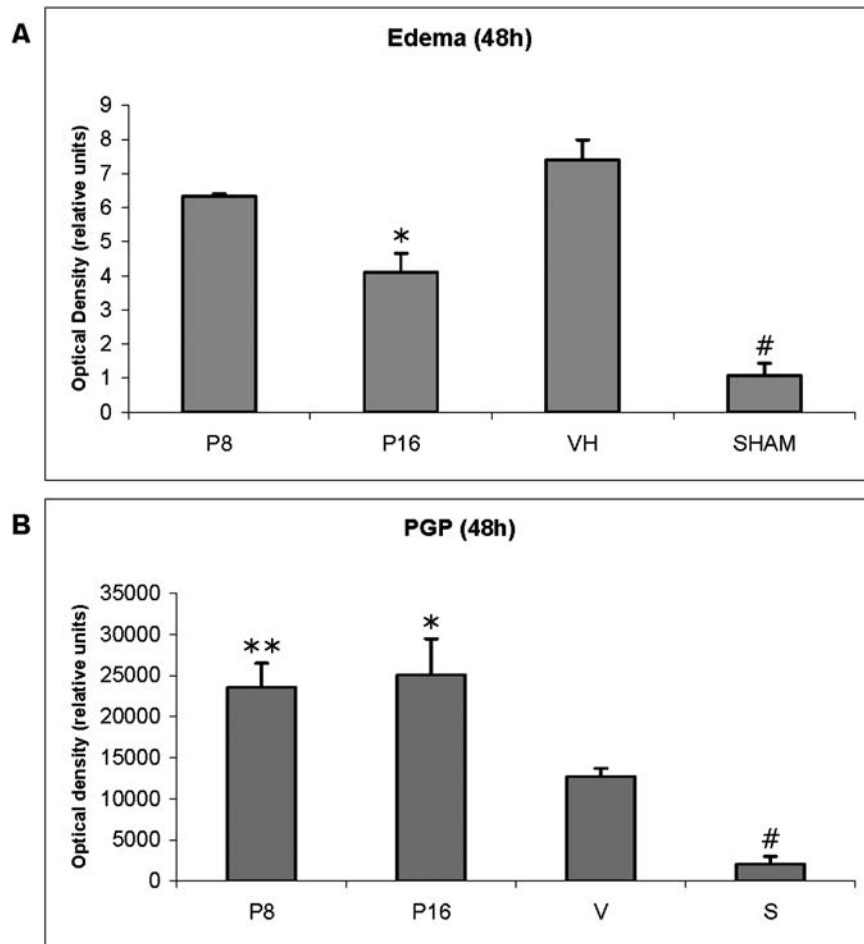 A
Edema (48h)
Optical Density (relative units)
9
8
7
6
5
4
3
2
1
0
*
#
P8 P16 VH SHAM
B
PGP (48h)
Optical density (relative units)
35000
30000
25000
20000
15000
10000
5000
0
**
*
#
P8 P16 V S